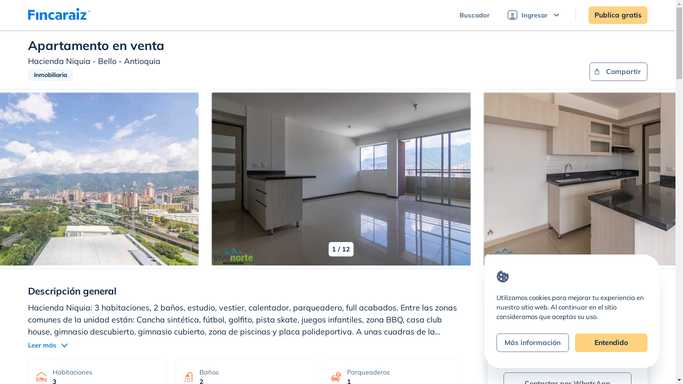 Fincaraiz
Buscador
Ingresar
Publica gratis
Apartamento en venta
Hacienda Niquia - Bello - Antioquia
Inmobiliaria
Compartir
norte
1 / 12
Descripción general
Hacienda Niquia: 3 habitaciones, 2 baños, estudio, vestier, calentador, parqueadero, full acabados. Entre las zonas
comunes de la unidad están: Cancha sintética, fútbol, golfito, pista skate, juegos infantiles, zona BBQ, casa club
house, gimnasio descubierto, gimnasio cubierto, zona de piscinas y placa polideportiva. A unas cuadras de la...
Leer más
Habitaciones
3
Baños
2
Parqueaderos
1
Utilizamos cookies para mejorar tu experiencia en
nuestro sitio web. Al continuar en el sitio
consideramos que aceptas su uso.
Más información
Entendido
Contactar por WhatsApp